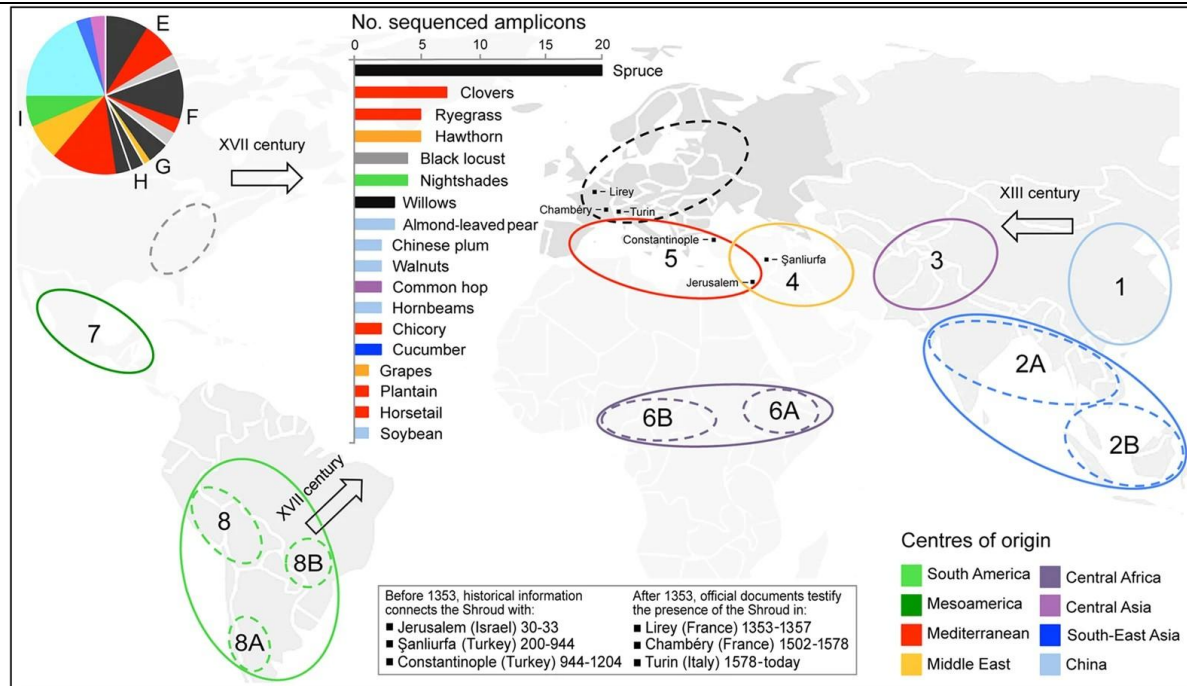 No. sequenced amplicons
0 5 10 15 20
Spruce
Clovers
Ryegrass
Hawthorn
Black locust
Nightshades
Willows
Almond-leaved pear
Chinese plum
Walnuts
Common hop
Hornbeams
Chicory
Cucumber
Grapes
Plantain
Horsetail
Soybean
E
F
G
H
I
XVII century
7
8
8B
8A
XVII century
Lirey
Chambéry
Turin
Constantinople
5
Şanliurfa
4
Jerusalem
XIII century
3
1
2A
2B
6B
6A
Before 1353, historical information
connects the Shroud with:
■ Jerusalem (Israel) 30-33
■ Şanliurfa (Turkey) 200-944
■ Constantinople (Turkey) 944-1204
After 1353, official documents testify
the presence of the Shroud in:
■ Lirey (France) 1353-1357
■ Chambéry (France) 1502-1578
■ Turin (Italy) 1578-today
Centres of origin
South America
Mesoamerica
Mediterranean
Middle East
Central Africa
Central Asia
South-East Asia
China